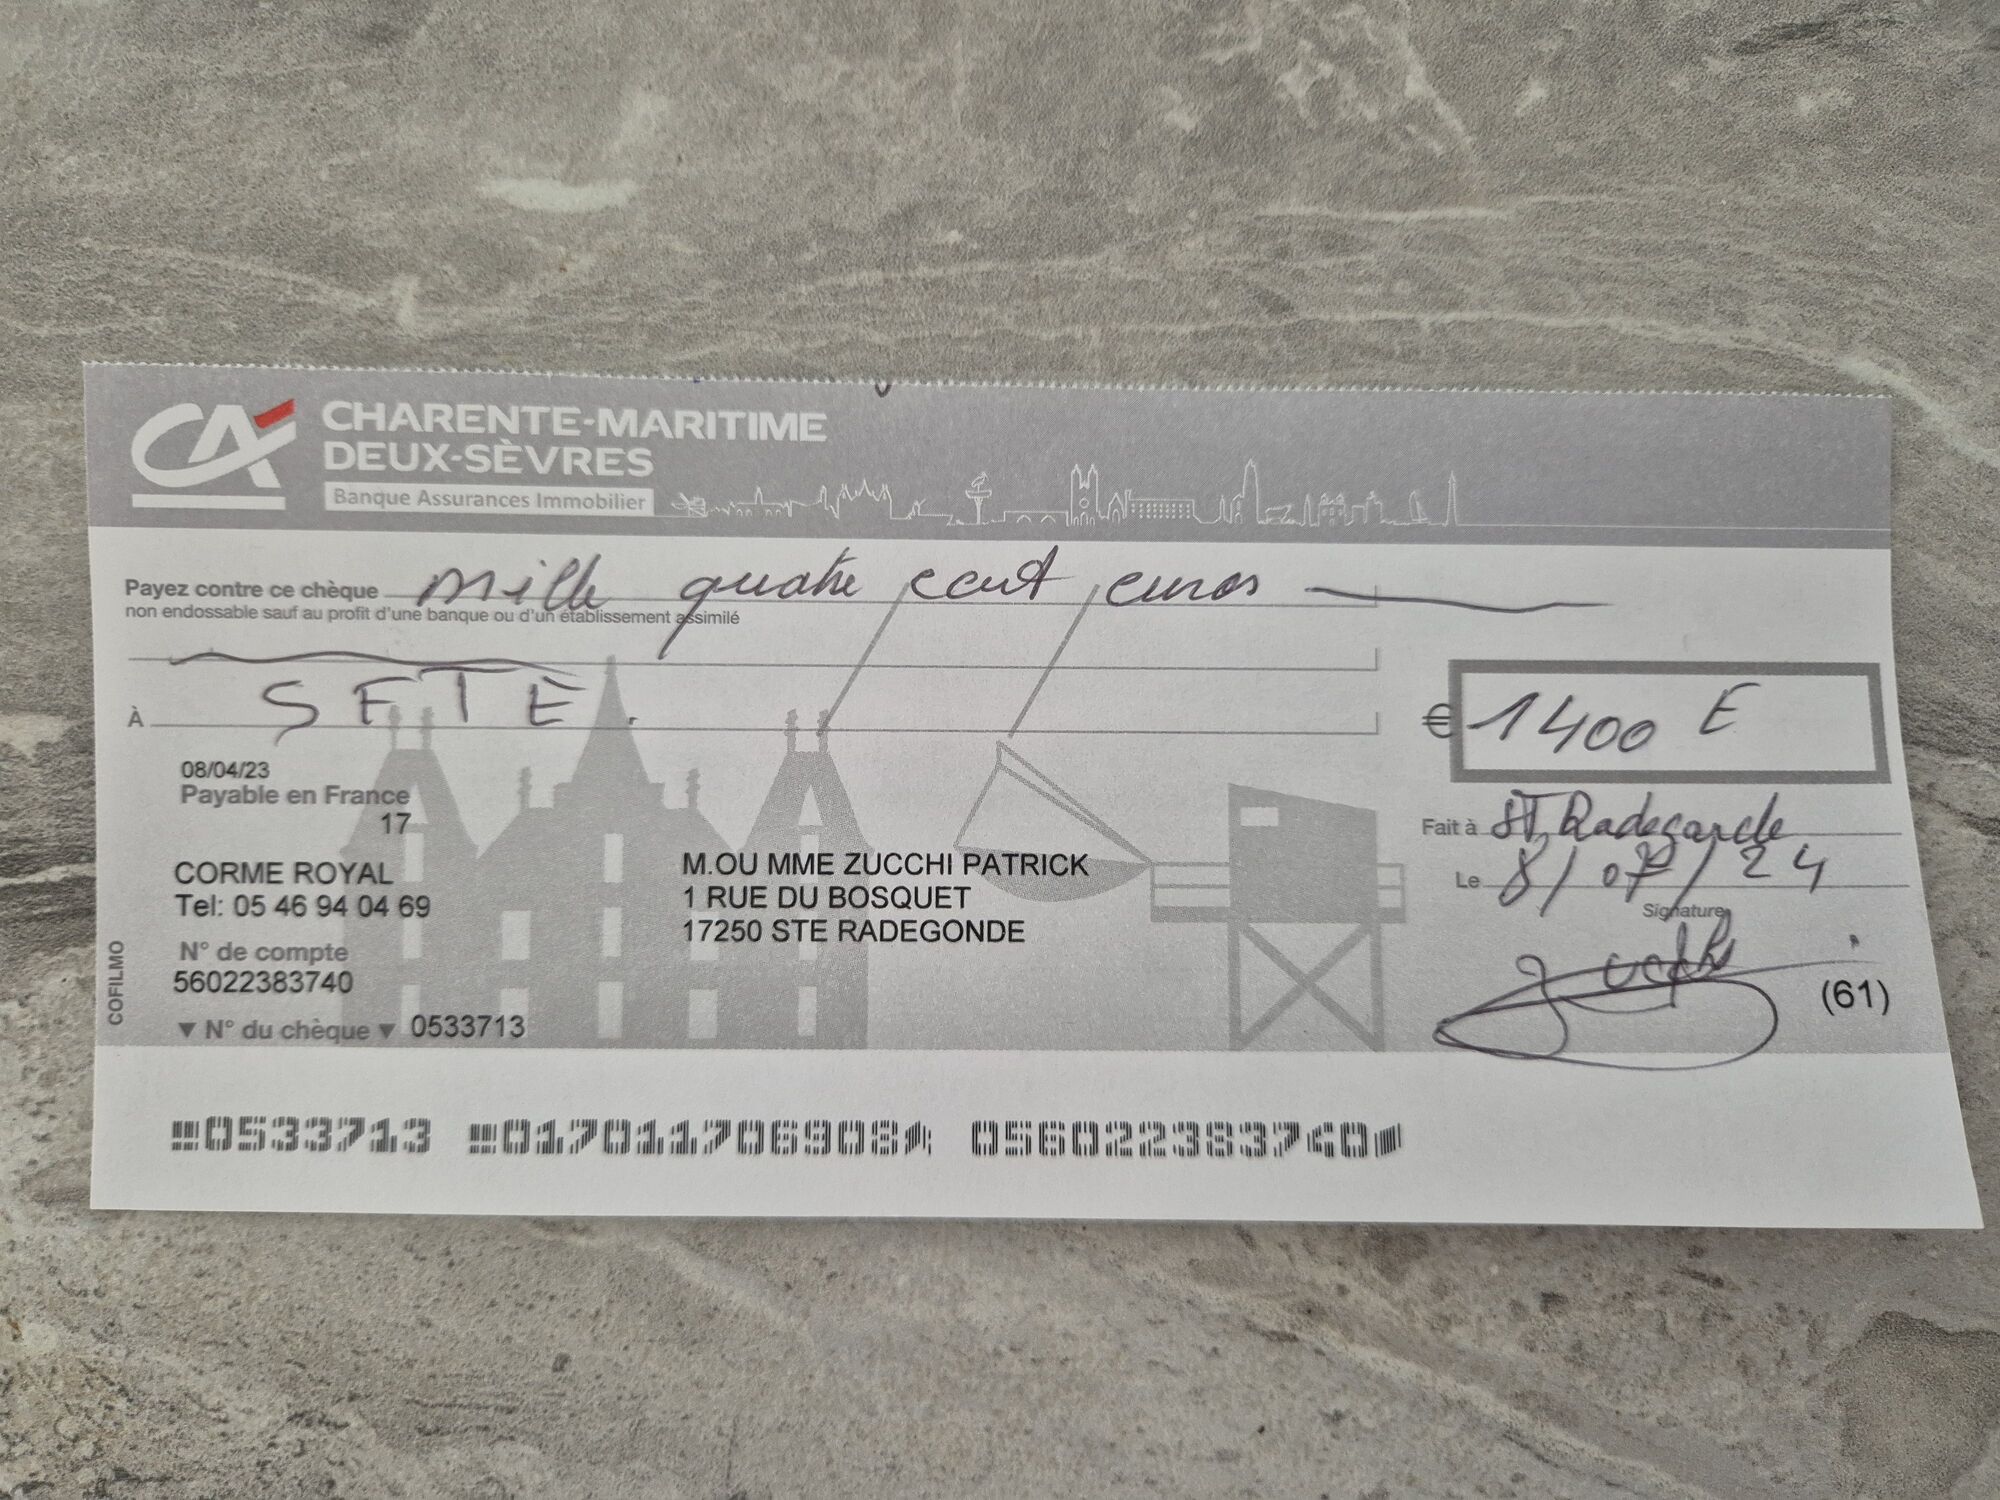 CA CHARENTE-MARITIME
DEUX-SÈVRES
Banque Assurances Immobilier
Payez contre ce chèque mille quatre cent euros
non endossable sauf au profit d'une banque ou d'un établissement assimilé
À SETE.
€ 1400 E
08/04/23
Payable en France
17
Fait à ST Radegonde
Le 8/07/24
CORME ROYAL
Tel: 05 46 94 04 69
M.OU MME ZUCCHI PATRICK
1 RUE DU BOSQUET
17250 STE RADEGONDE
Signature
Zucchi
N° de compte
56022383740
(61)
COFILMO
▼ N° du chèque ▼ 0533713
0533713 017011706908 056022383740